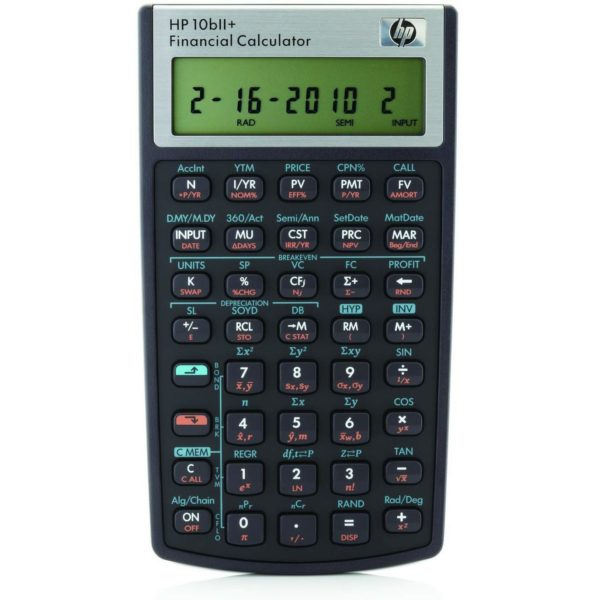 HP 10bII+
Financial Calculator
hp
2-16-2010 2
RAD SEMI INPUT
AccInt YTM PRICE CPN% CALL
N I/YR PV PMT FV
×P/YR NOM% EFF% P/YR AMORT
D.MY/M.DY 360/Act Semi/Ann SetDate MatDate
INPUT MU CST PRC MAR
DATE ΔDAYS IRR/YR NPV Beg/End
BREAKEVEN
UNITS SP VC FC PROFIT
K % CFj Σ+ ←
SWAP %CHG Nj Σ− RND
DEPRECIATION
SL SOYD DB HYP INV
+/− RCL →M RM M+
E STO C STAT ( )
Σx² Σy² Σxy SIN
7 8 9 ÷
x̄,ȳ sx,sy σx,σy 1/x
BOND
n Σx Σy COS
4 5 6 ×
x̂,r ŷ,m x̄w,b yˣ
BRK
C MEM REGR df,t⇄P Z⇄P TAN
C 1 2 3 −
C ALL eˣ LN n! √x
TVM
Alg/Chain nPr nCr RAND Rad/Deg
ON 0 · = +
OFF π ·/, DISP x²
CFLO